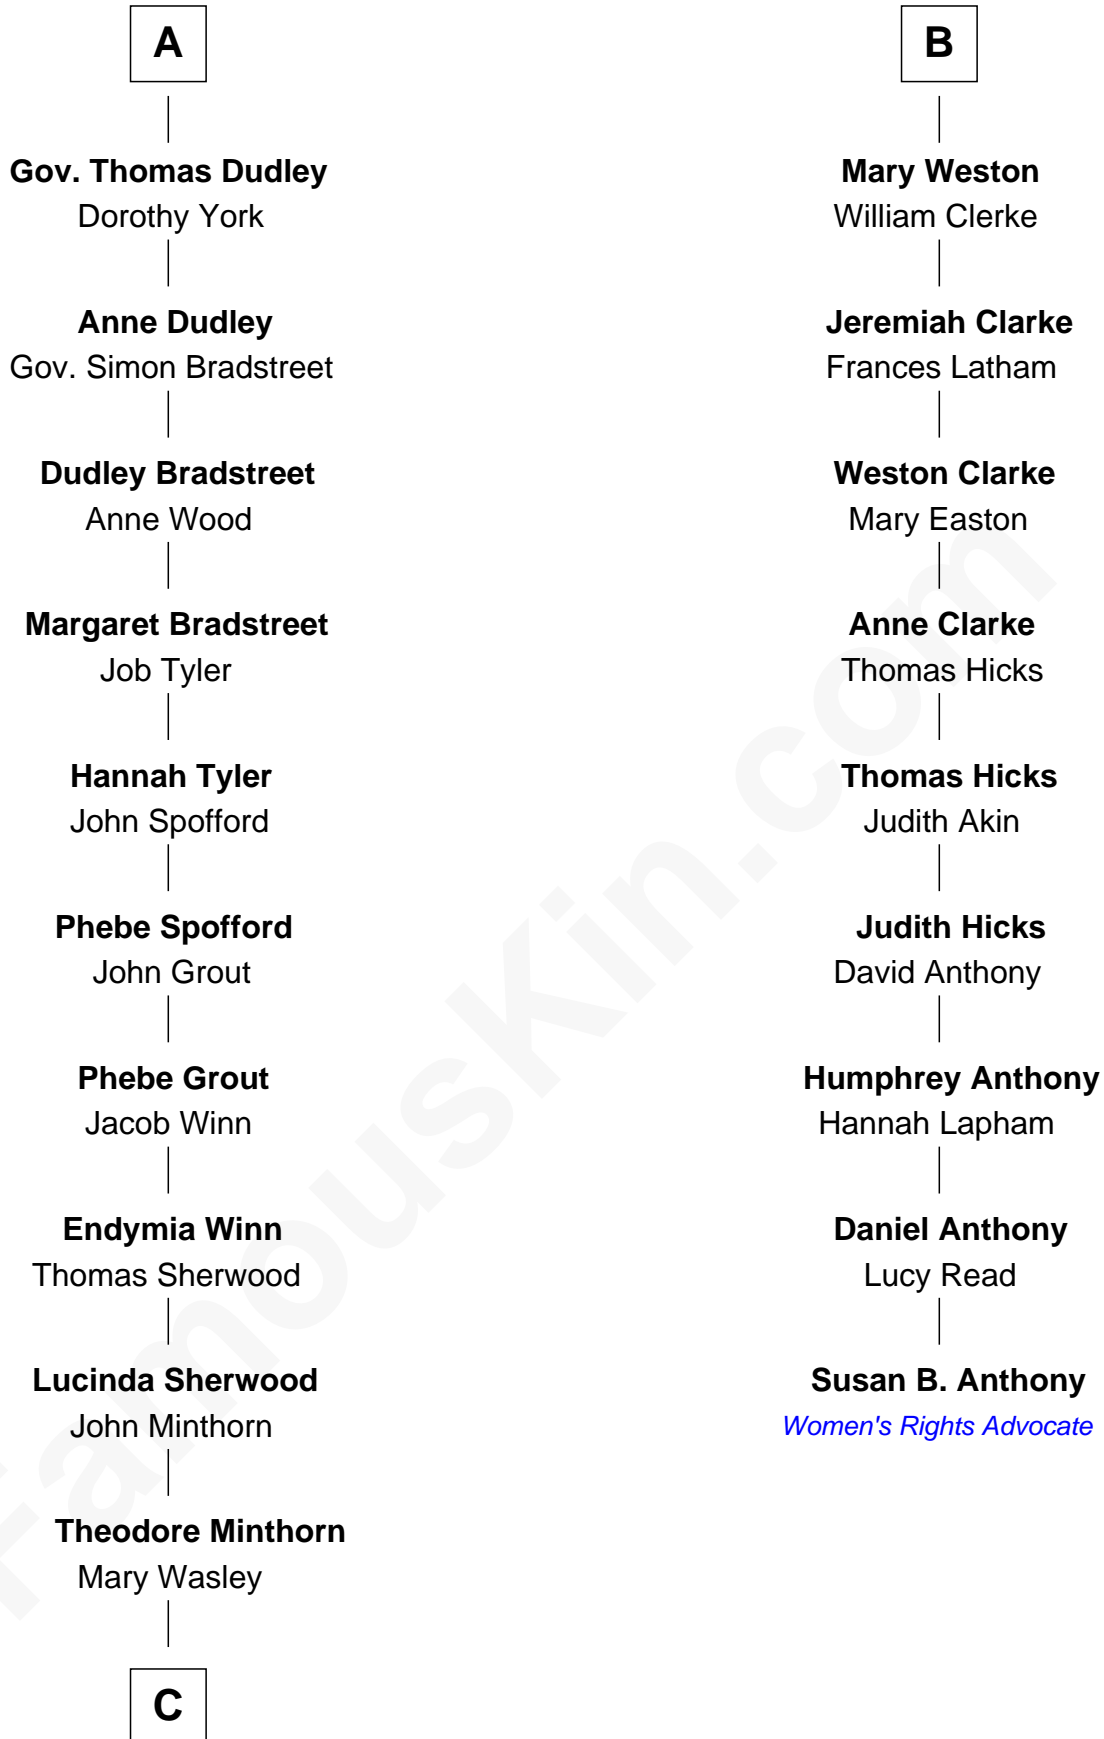 A
Gov. Thomas Dudley
Dorothy York
Anne Dudley
Gov. Simon Bradstreet
Dudley Bradstreet
Anne Wood
Margaret Bradstreet
Job Tyler
Hannah Tyler
John Spofford
Phebe Spofford
John Grout
Phebe Grout
Jacob Winn
Endymia Winn
Thomas Sherwood
Lucinda Sherwood
John Minthorn
Theodore Minthorn
Mary Wasley
C
B
Mary Weston
William Clerke
Jeremiah Clarke
Frances Latham
Weston Clarke
Mary Easton
Anne Clarke
Thomas Hicks
Thomas Hicks
Judith Akin
Judith Hicks
David Anthony
Humphrey Anthony
Hannah Lapham
Daniel Anthony
Lucy Read
Susan B. Anthony
Women's Rights Advocate
FamousKin.com